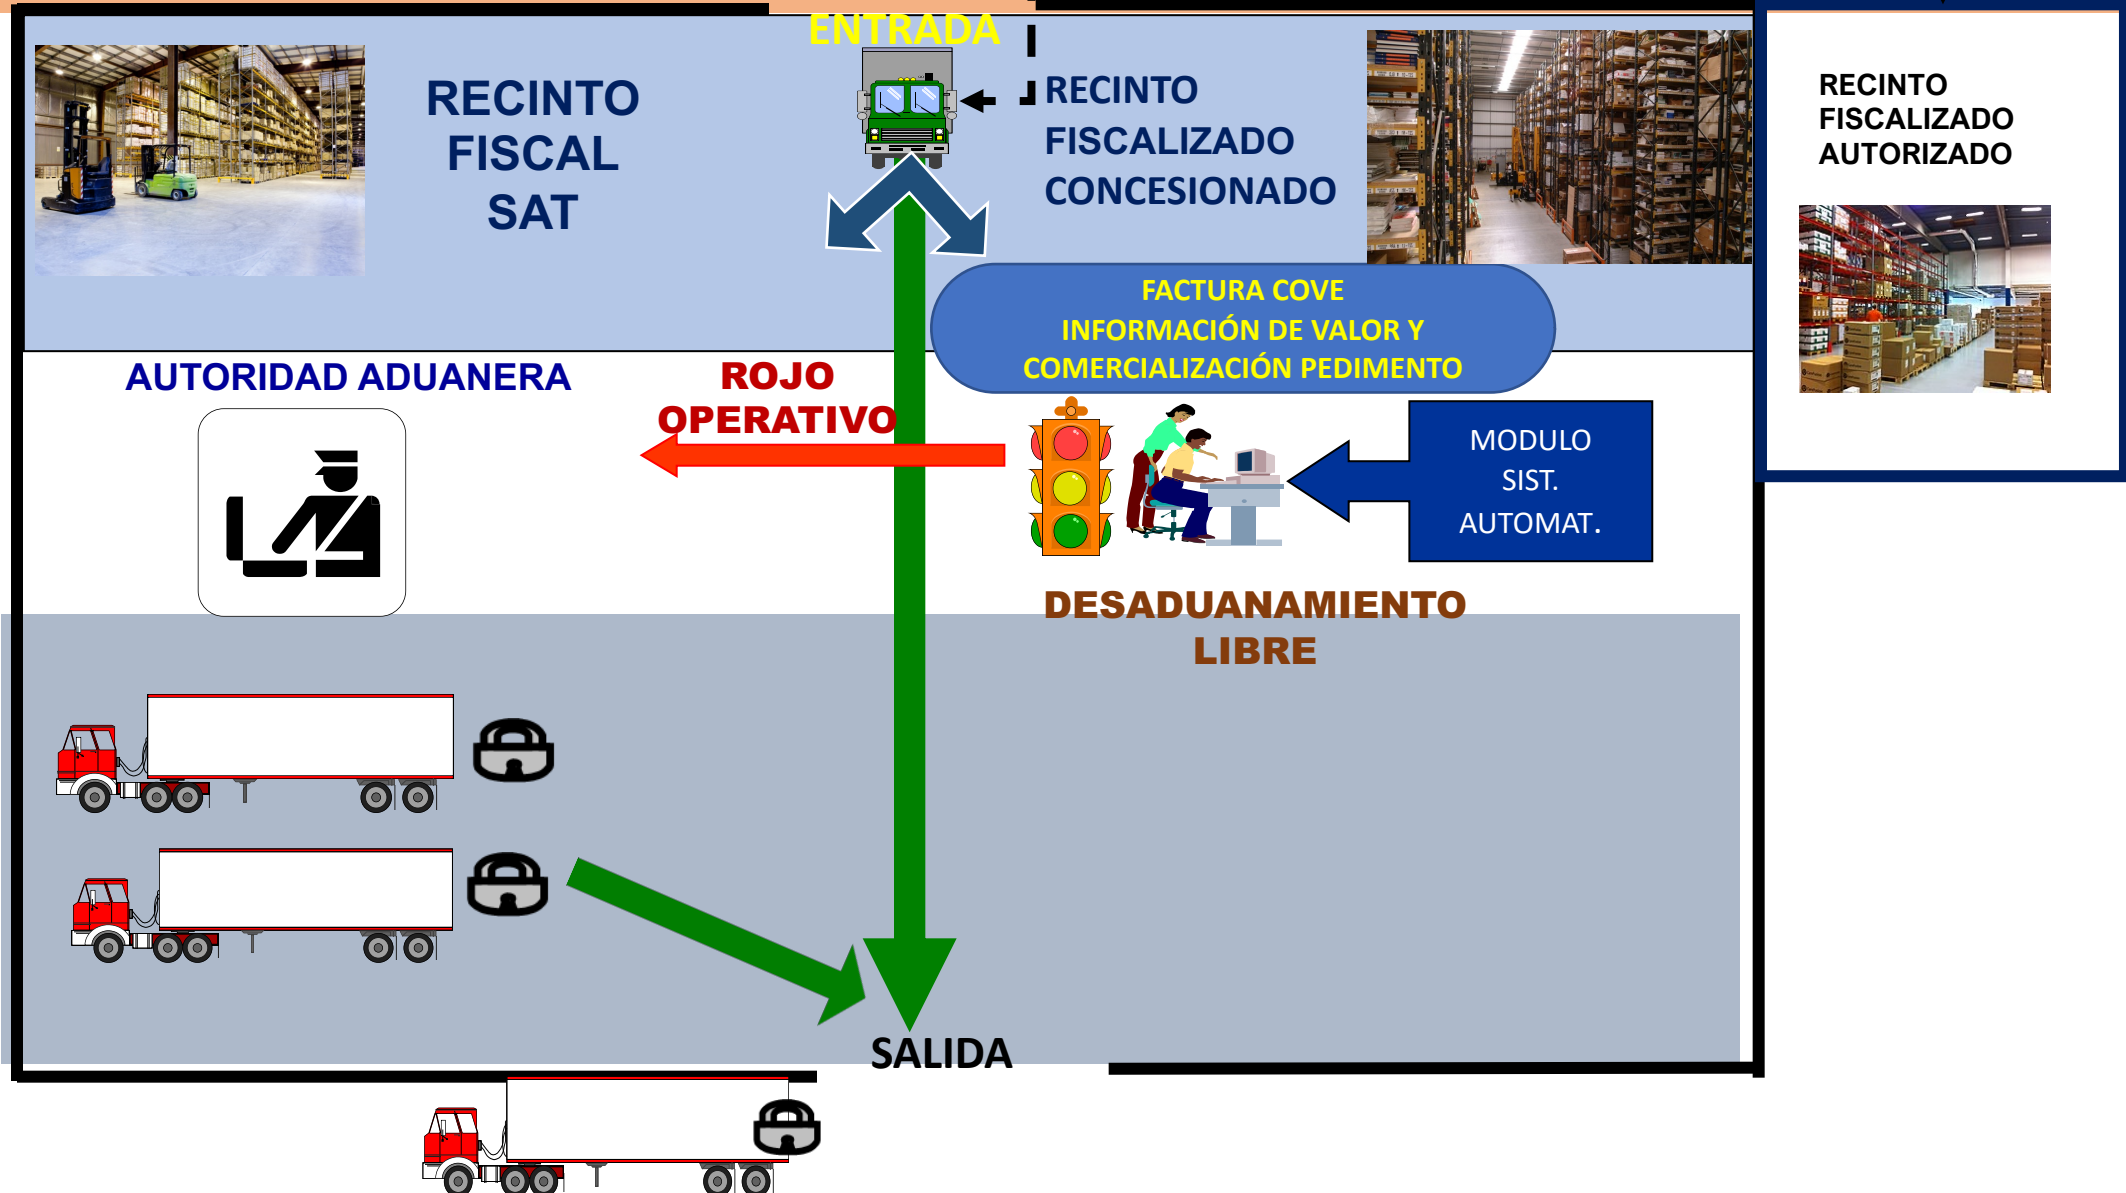 ENTRADA
RECINTO
FISCAL
SAT
RECINTO
FISCALIZADO
CONCESIONADO
RECINTO
FISCALIZADO
AUTORIZADO
FACTURA COVE
INFORMACIÓN DE VALOR Y
COMERCIALIZACIÓN PEDIMENTO
AUTORIDAD ADUANERA
ROJO
OPERATIVO
MODULO
SIST.
AUTOMAT.
DESADUANAMIENTO
LIBRE
SALIDA